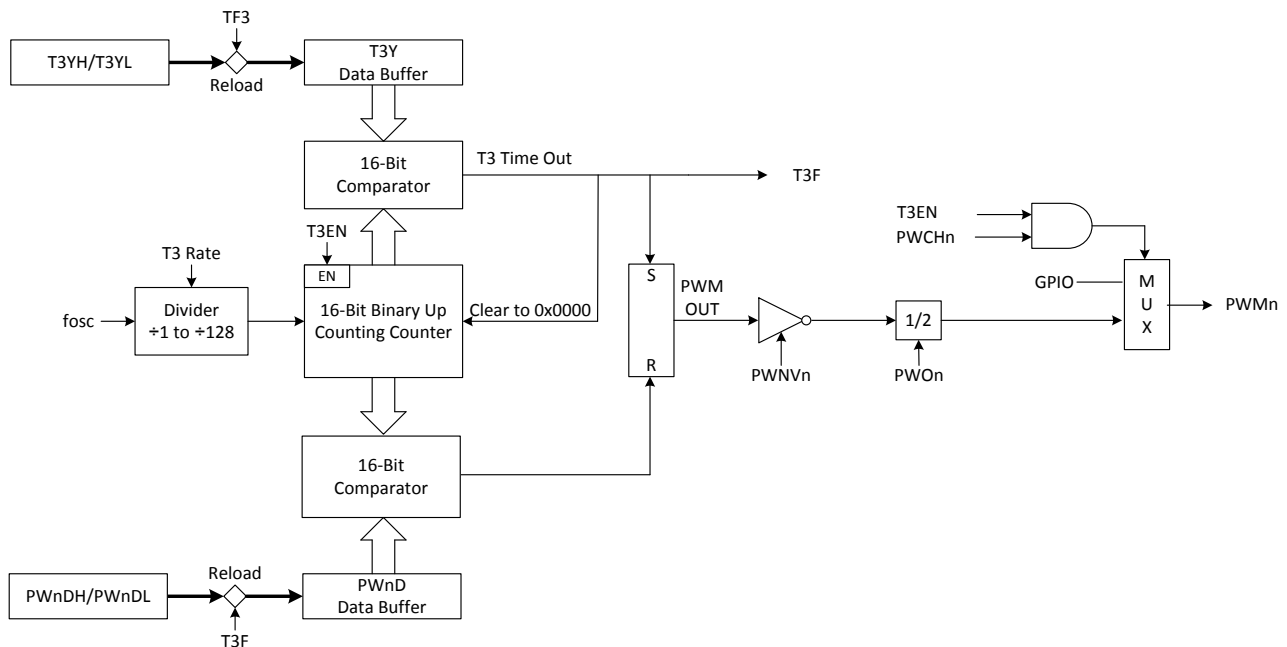 TF3
T3YH/T3YL
Reload
T3Y
Data Buffer
16-Bit
Comparator
T3 Time Out
T3F
T3EN
PWCHn
T3 Rate
T3EN
EN
fosc
Divider
÷1 to ÷128
16-Bit Binary Up
Counting Counter
Clear to 0x0000
S
R
PWM
OUT
PWNVn
1/2
PWOn
GPIO
M
U
X
PWMn
16-Bit
Comparator
PWnDH/PWnDL
Reload
T3F
PWnD
Data Buffer